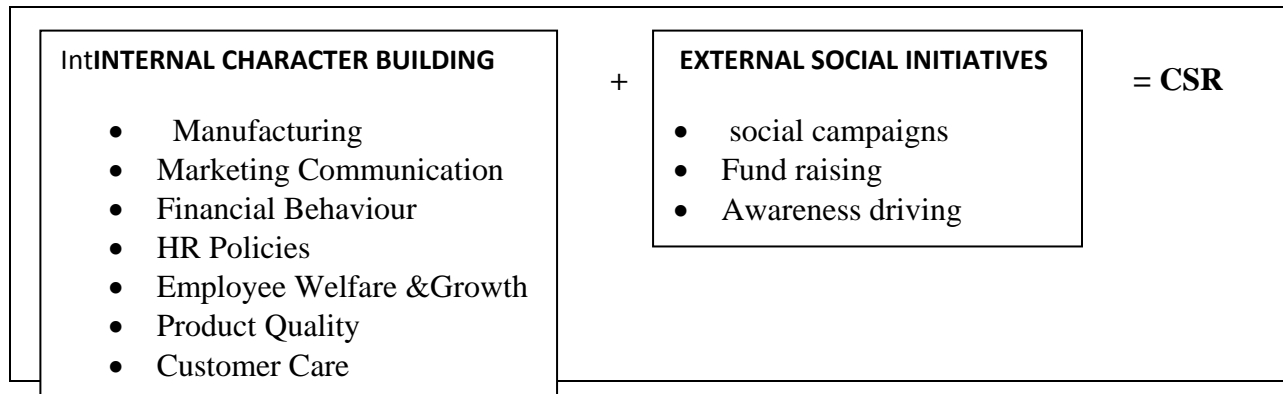 IntINTERNAL CHARACTER BUILDING
• Manufacturing
• Marketing Communication
• Financial Behaviour
• HR Policies
• Employee Welfare &Growth
• Product Quality
• Customer Care
+
EXTERNAL SOCIAL INITIATIVES
• social campaigns
• Fund raising
• Awareness driving
= CSR